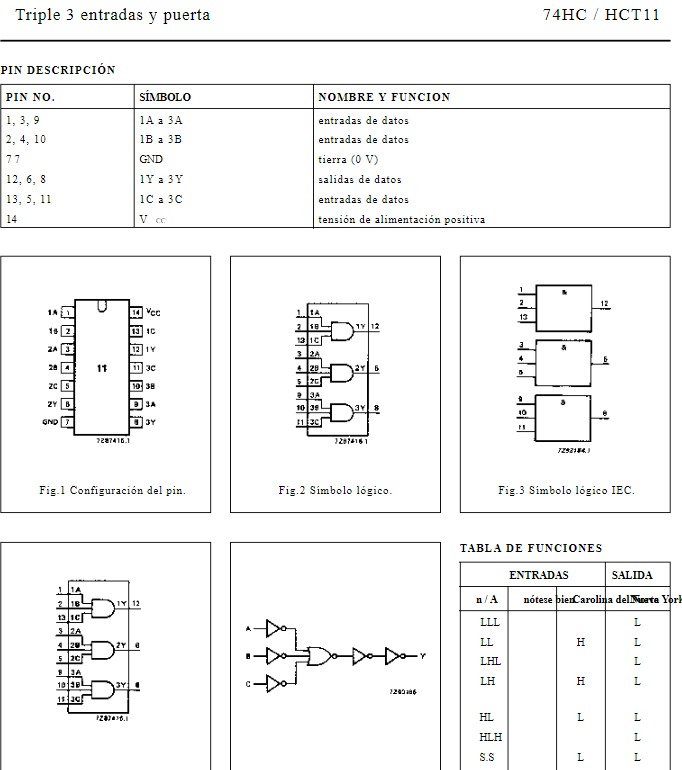 Triple 3 entradas y puerta 74HC / HCT11
PIN DESCRIPCIÓN
PIN NO. SÍMBOLO NOMBRE Y FUNCION
1, 3, 9 1A a 3A entradas de datos
2, 4, 10 1B a 3B entradas de datos
7 7 GND tierra (0 V)
12, 6, 8 1Y a 3Y salidas de datos
13, 5, 11 1C a 3C entradas de datos
14 V cc tensión de alimentación positiva
1A 1 14 VCC
1B 2 13 1C
2A 3 12 1Y
2B 4 11 11 3C
2C 5 10 3B
2Y 6 9 3A
GND 7 8 3Y
7Z87415.1
Fig.1 Configuración del pin.
1 1A
2 1B 1Y 12
13 1C
3 2A
4 2B 2Y 6
5 2C
9 3A
10 3B 3Y 8
11 3C
7Z87416.1
Fig.2 Símbolo lógico.
1 &
2 12
13
3 &
4 6
5
9 &
10 8
11
7Z92184.1
Fig.3 Símbolo lógico IEC.
1 1A
2 1B 1Y 12
13 1C
3 2A
4 2B 2Y 6
5 2C
9 3A
10 3B 3Y 8
11 3C
7Z87416.1
A
B Y
C
TABLA DE FUNCIONES
ENTRADAS SALIDA
n / A nótese bien Carolina del Norte Nueva York
LLL L
LL H L
LHL L
LH H L
HL L L
HLH L
S.S L L